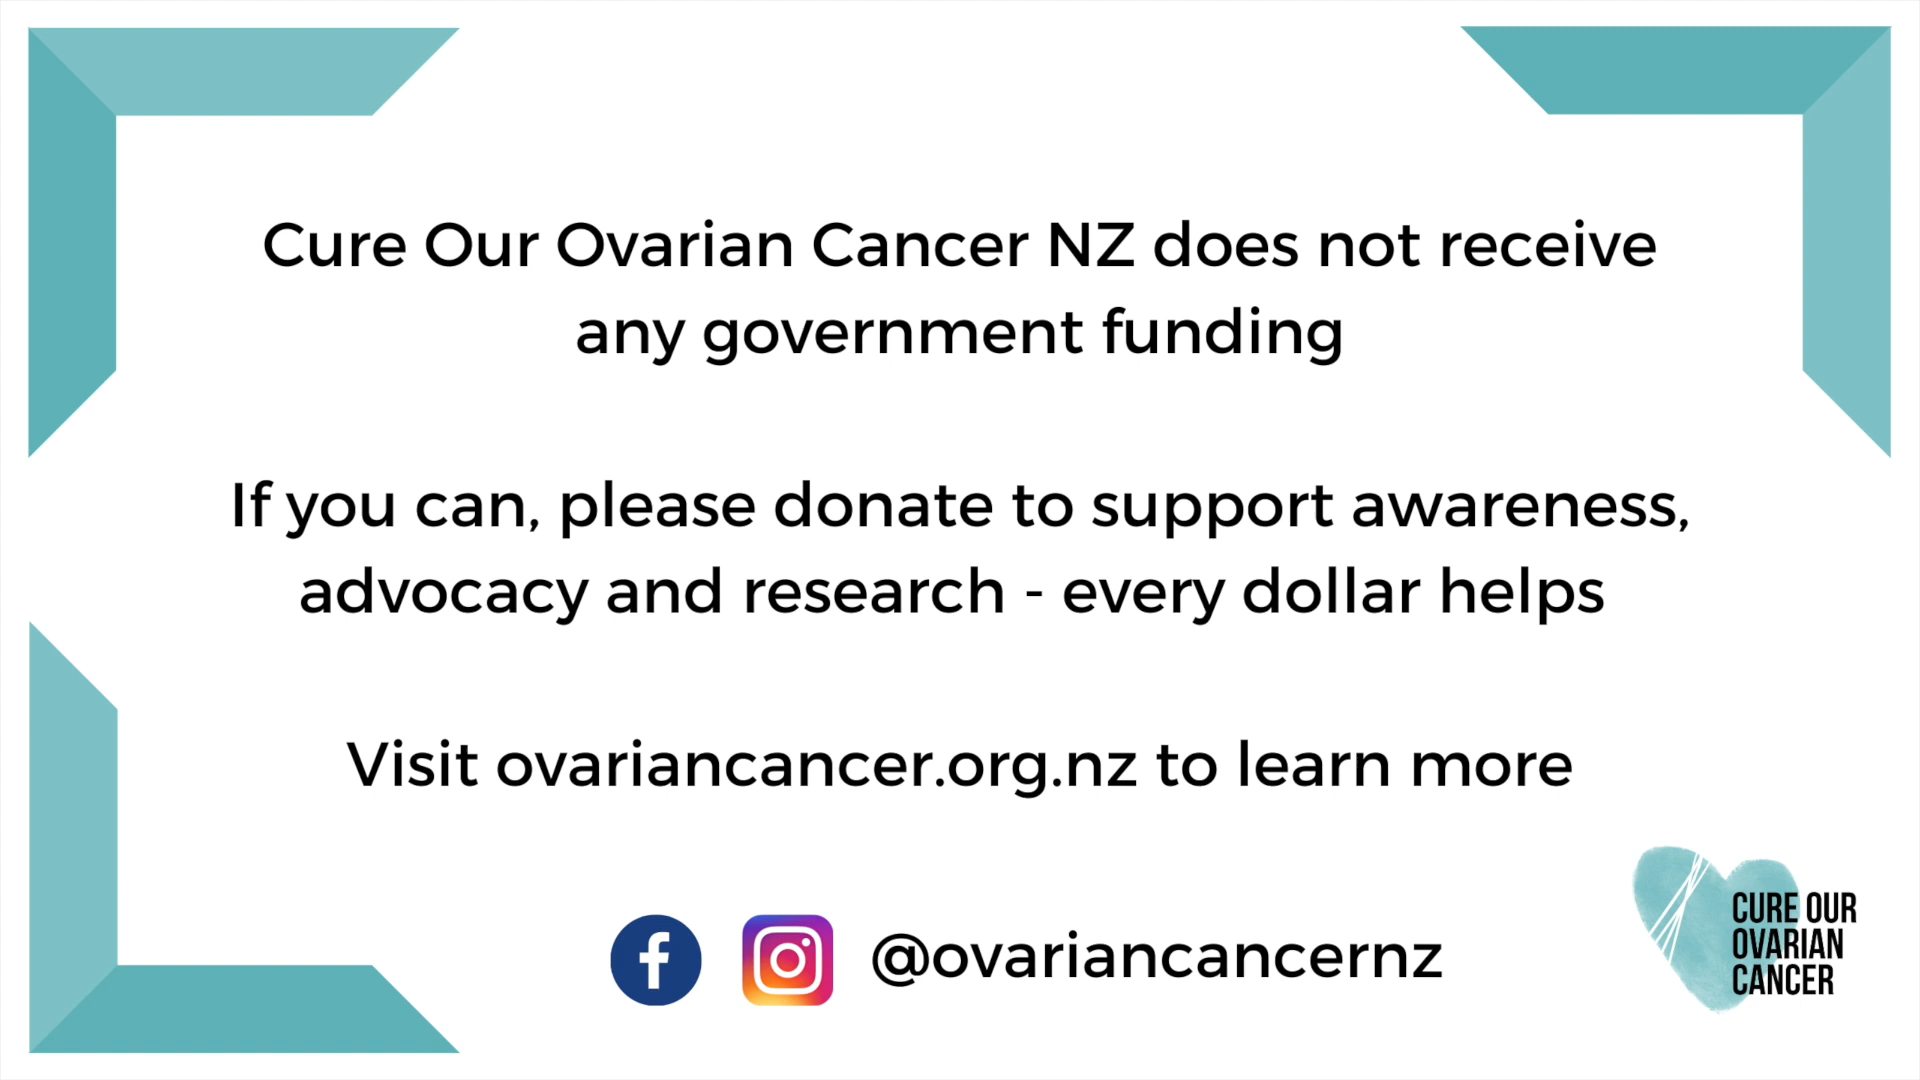 Cure Our Ovarian Cancer NZ does not receive
any government funding
If you can, please donate to support awareness,
advocacy and research - every dollar helps
Visit ovariancancer.org.nz to learn more
@ovariancancernz
CURE OUR
OVARIAN
CANCER